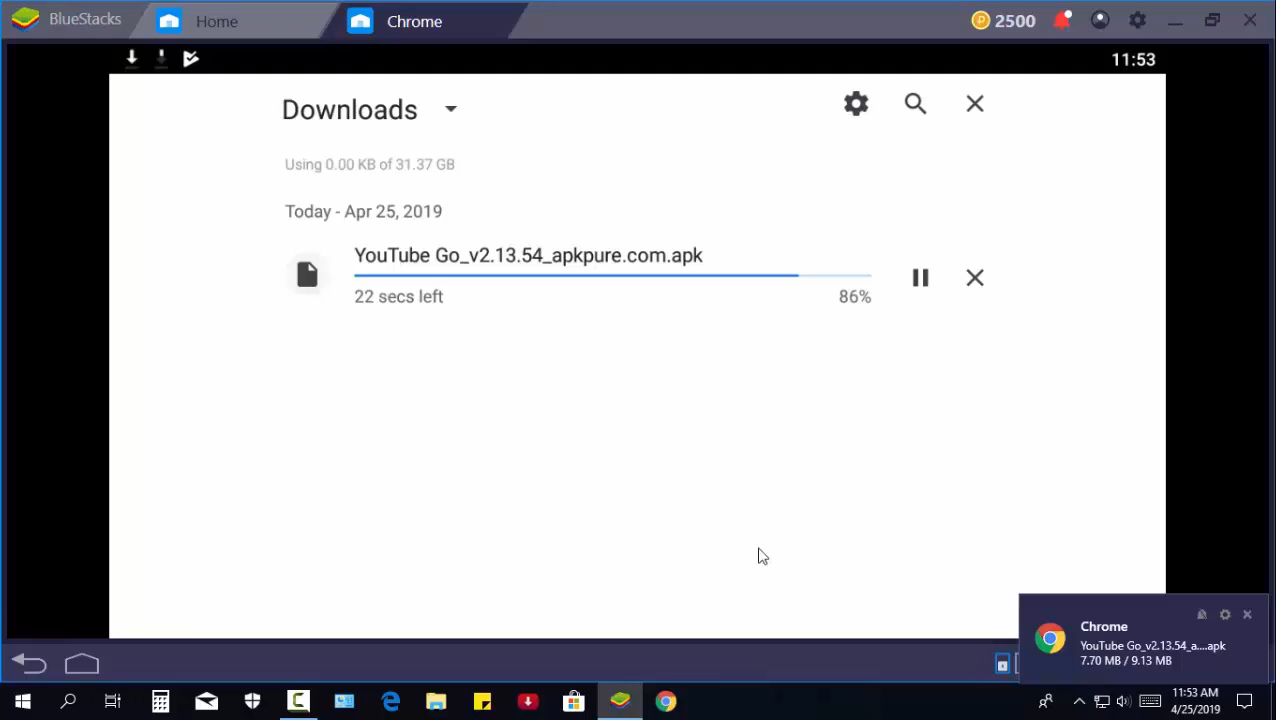 BlueStacks
Home
Chrome
P 2500
11:53
Downloads
Using 0.00 KB of 31.37 GB
Today - Apr 25, 2019
YouTube Go_v2.13.54_apkpure.com.apk
22 secs left
86%
Chrome
YouTube Go_v2.13.54_a....apk
7.70 MB / 9.13 MB
11:53 AM
4/25/2019